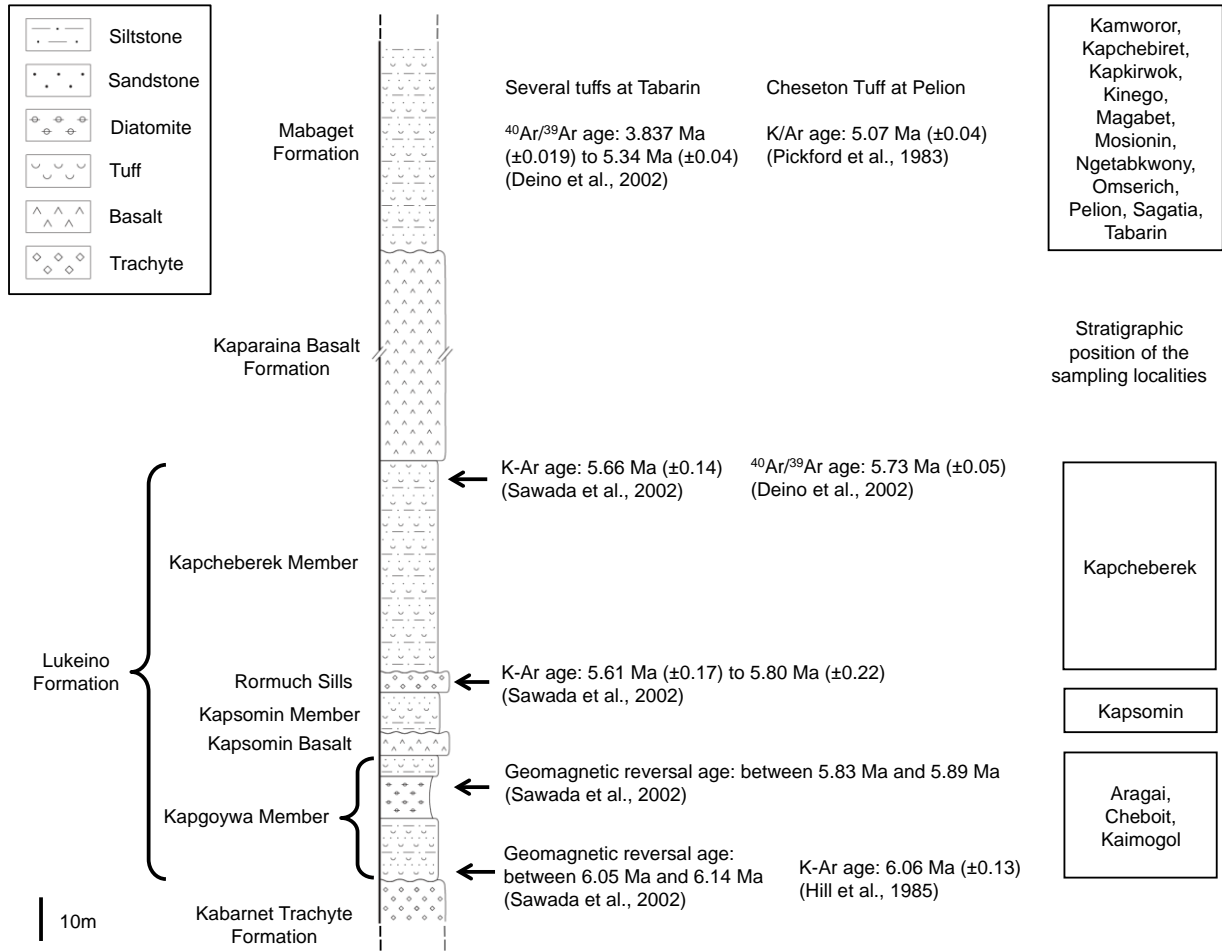 Siltstone
Sandstone
Diatomite
Tuff
Basalt
Trachyte
Mabaget
Formation
Several tuffs at Tabarin
⁴⁰Ar/³⁹Ar age: 3.837 Ma
(±0.019) to 5.34 Ma (±0.04)
(Deino et al., 2002)
Cheseton Tuff at Pelion
K/Ar age: 5.07 Ma (±0.04)
(Pickford et al., 1983)
Kamworor,
Kapchebiret,
Kapkirwok,
Kinego,
Magabet,
Mosionin,
Ngetabkwony,
Omserich,
Pelion, Sagatia,
Tabarin
Kaparaina Basalt
Formation
Stratigraphic
position of the
sampling localities
K-Ar age: 5.66 Ma (±0.14)
(Sawada et al., 2002)
⁴⁰Ar/³⁹Ar age: 5.73 Ma (±0.05)
(Deino et al., 2002)
Kapcheberek Member
Kapcheberek
Lukeino
Formation
Rormuch Sills
K-Ar age: 5.61 Ma (±0.17) to 5.80 Ma (±0.22)
(Sawada et al., 2002)
Kapsomin Member
Kapsomin
Kapsomin Basalt
Geomagnetic reversal age: between 5.83 Ma and 5.89 Ma
(Sawada et al., 2002)
Kapgoywa Member
Aragai,
Cheboit,
Kaimogol
Geomagnetic reversal age:
between 6.05 Ma and 6.14 Ma
(Sawada et al., 2002)
K-Ar age: 6.06 Ma (±0.13)
(Hill et al., 1985)
Kabarnet Trachyte
Formation
10m